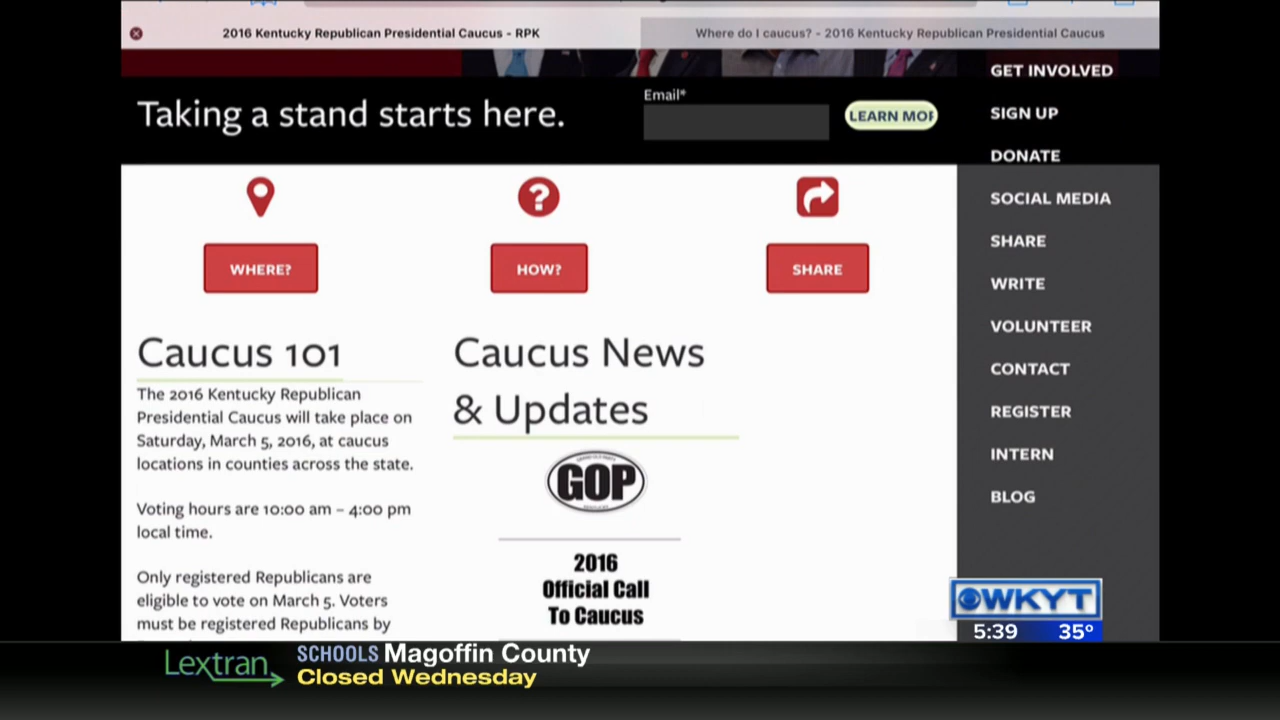 2016 Kentucky Republican Presidential Caucus - RPK
Where do I caucus? - 2016 Kentucky Republican Presidential Caucus
Taking a stand starts here.
Email*
LEARN MOR
GET INVOLVED
SIGN UP
DONATE
SOCIAL MEDIA
SHARE
WRITE
VOLUNTEER
CONTACT
REGISTER
INTERN
BLOG
WHERE?
HOW?
SHARE
Caucus 101
The 2016 Kentucky Republican
Presidential Caucus will take place on
Saturday, March 5, 2016, at caucus
locations in counties across the state.
Voting hours are 10:00 am – 4:00 pm
local time.
Only registered Republicans are
eligible to vote on March 5. Voters
must be registered Republicans by
Caucus News
& Updates
GOP
2016
Official Call
To Caucus
WKYT
5:39 35°
Lextran
SCHOOLS Magoffin County
Closed Wednesday